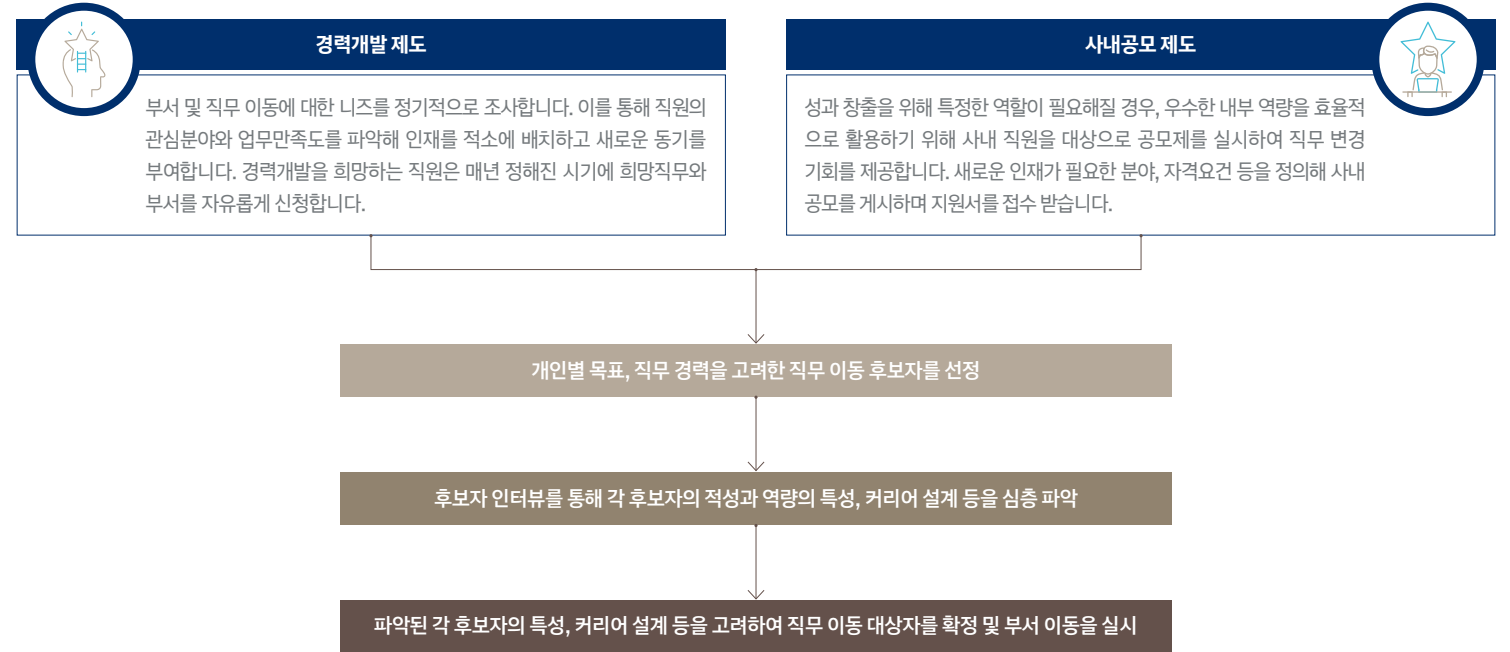 경력개발 제도
부서 및 직무 이동에 대한 니즈를 정기적으로 조사합니다. 이를 통해 직원의
관심분야와 업무만족도를 파악해 인재를 적소에 배치하고 새로운 동기를
부여합니다. 경력개발을 희망하는 직원은 매년 정해진 시기에 희망직무와
부서를 자유롭게 신청합니다.
사내공모 제도
성과 창출을 위해 특정한 역할이 필요해질 경우, 우수한 내부 역량을 효율적
으로 활용하기 위해 사내 직원을 대상으로 공모제를 실시하여 직무 변경
기회를 제공합니다. 새로운 인재가 필요한 분야, 자격요건 등을 정의해 사내
공모를 게시하며 지원서를 접수 받습니다.
개인별 목표, 직무 경력을 고려한 직무 이동 후보자를 선정
후보자 인터뷰를 통해 각 후보자의 적성과 역량의 특성, 커리어 설계 등을 심층 파악
파악된 각 후보자의 특성, 커리어 설계 등을 고려하여 직무 이동 대상자를 확정 및 부서 이동을 실시